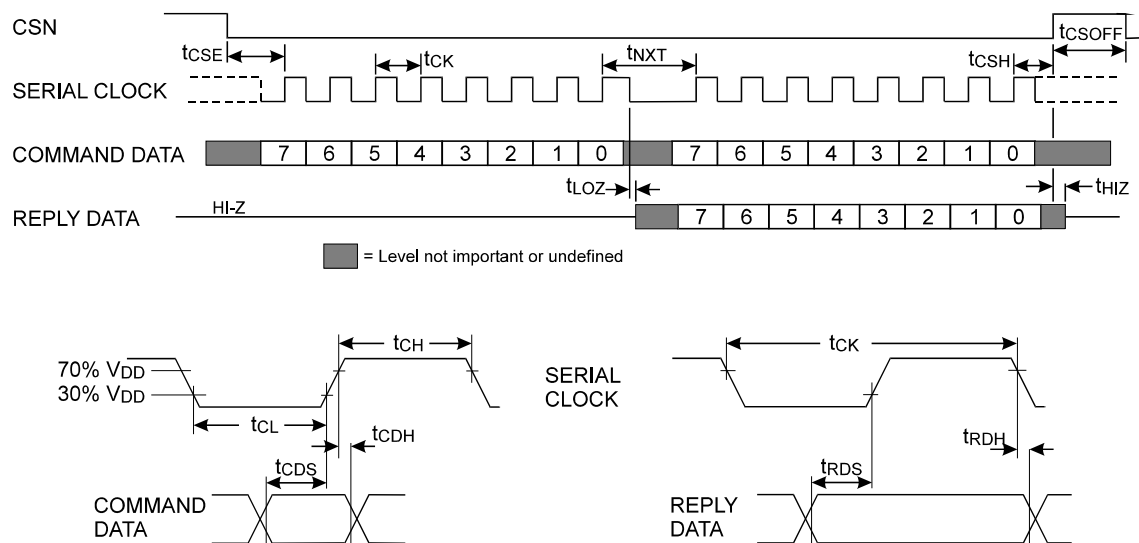 CSN
tCSOFF
tCSE
tCK
tNXT
tCSH
SERIAL CLOCK
COMMAND DATA
7 6 5 4 3 2 1 0 7 6 5 4 3 2 1 0
tLOZ
tHIZ
REPLY DATA
HI-Z
7 6 5 4 3 2 1 0
= Level not important or undefined
tCH
tCK
70% VDD
30% VDD
SERIAL
CLOCK
tCL
tCDH
tRDH
tCDS
tRDS
COMMAND
DATA
REPLY
DATA